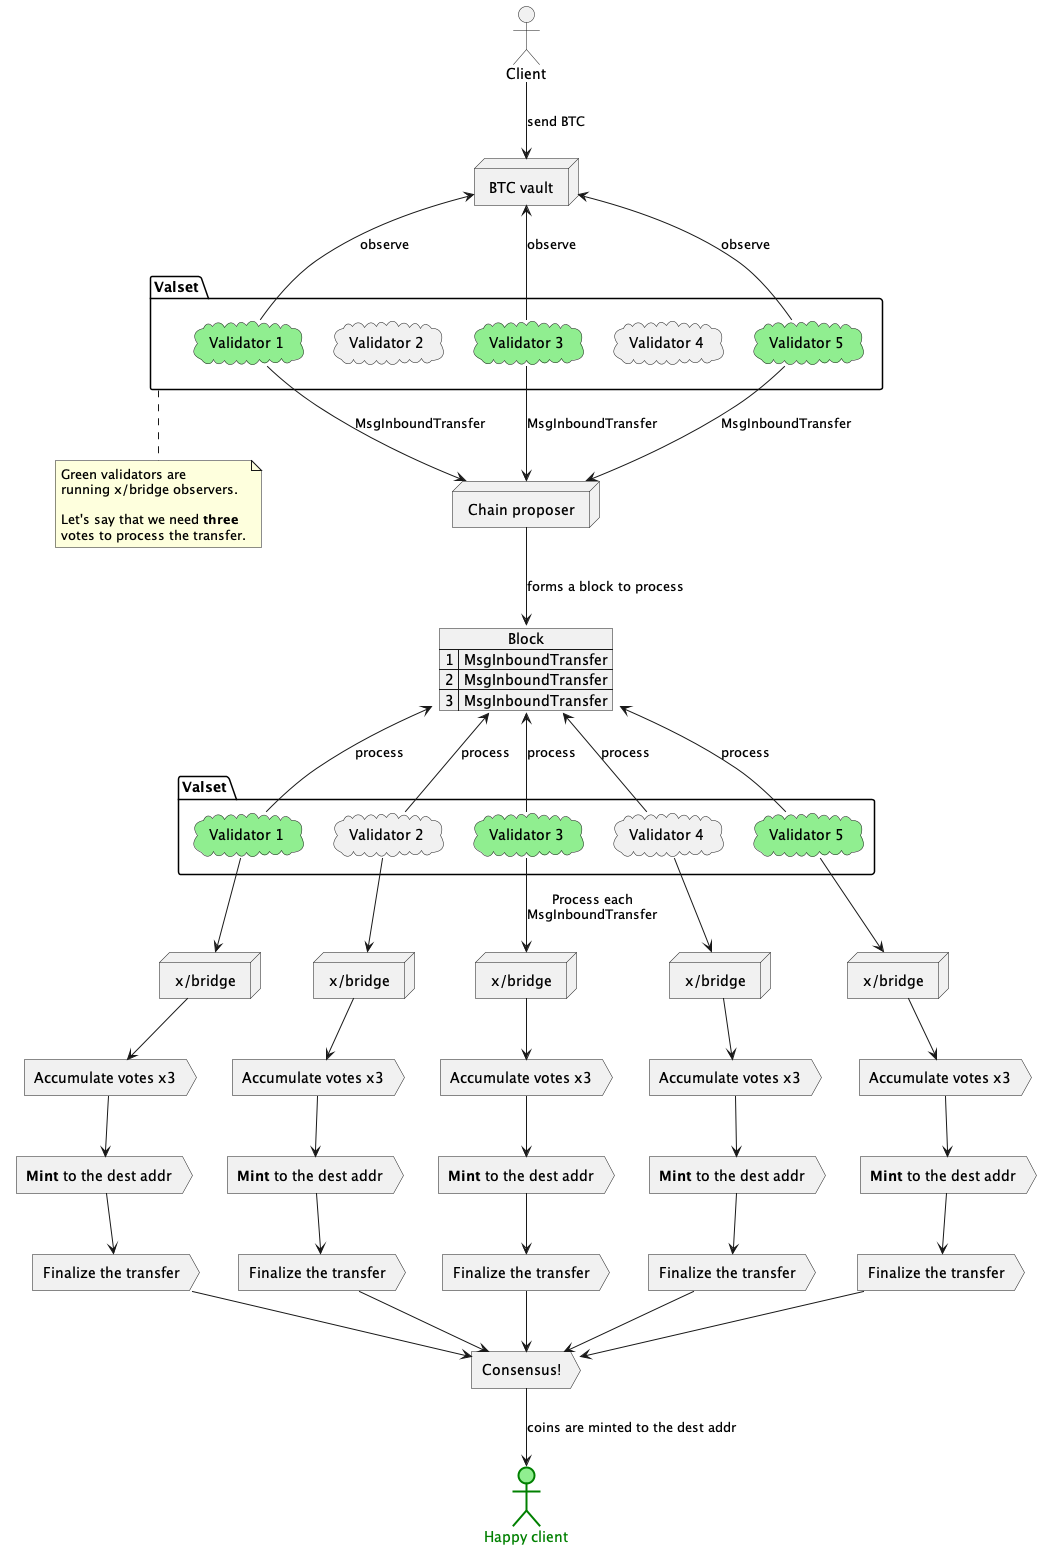 Client
send BTC
BTC vault
observe
observe
observe
Valset
Validator 1
Validator 2
Validator 3
Validator 4
Validator 5
MsgInboundTransfer
MsgInboundTransfer
MsgInboundTransfer
Green validators are
running x/bridge observers.
Let's say that we need three
votes to process the transfer.
Chain proposer
forms a block to process
Block
1 MsgInboundTransfer
2 MsgInboundTransfer
3 MsgInboundTransfer
process
process
process
process
process
Valset
Validator 1
Validator 2
Validator 3
Validator 4
Validator 5
Process each
MsgInboundTransfer
x/bridge
x/bridge
x/bridge
x/bridge
x/bridge
Accumulate votes x3
Accumulate votes x3
Accumulate votes x3
Accumulate votes x3
Accumulate votes x3
Mint to the dest addr
Mint to the dest addr
Mint to the dest addr
Mint to the dest addr
Mint to the dest addr
Finalize the transfer
Finalize the transfer
Finalize the transfer
Finalize the transfer
Finalize the transfer
Consensus!
coins are minted to the dest addr
Happy client